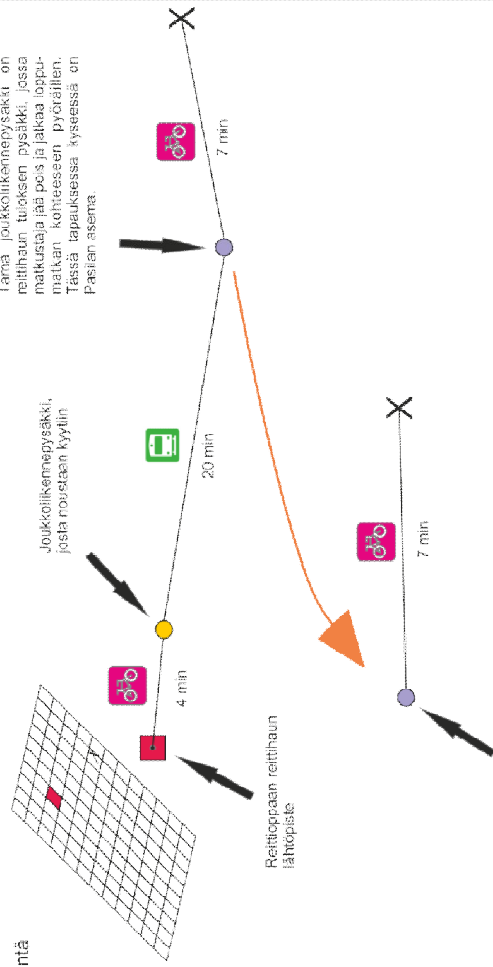 ntä
Tämä joukkoliikennepysäkki on
reittihaun tuloksen pysäkki, jossa
matkustaja jää pois ja jatkaa loppu-
matkan kohteeseen pyöräillen.
Tässä tapauksessa kyseessä on
Pasilan asema.
Joukkoliikennepysäkki,
josta noustaan kyytiin
Reittioppaan reittihaun
lähtöpiste
4 min
20 min
7 min
7 min